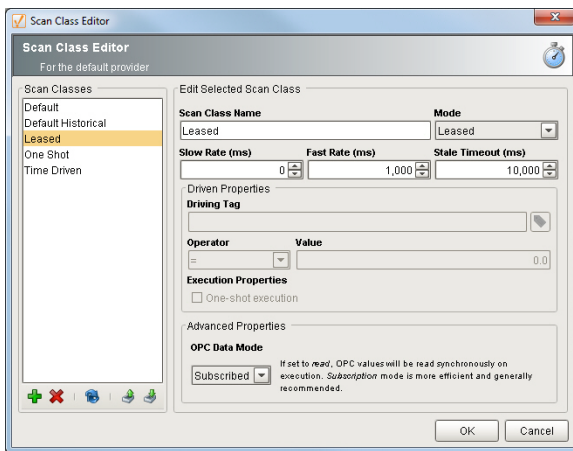 Scan Class Editor
Scan Class Editor
For the default provider
Scan Classes
Default
Default Historical
Leased
One Shot
Time Driven
Edit Selected Scan Class
Scan Class Name
Mode
Leased
Leased
Slow Rate (ms)
Fast Rate (ms)
Stale Timeout (ms)
0
1,000
10,000
Driven Properties
Driving Tag
Operator
Value
=
0.0
Execution Properties
One-shot execution
Advanced Properties
OPC Data Mode
Subscribed
If set to read, OPC values will be read synchronously on
execution. Subscription mode is more efficient and generally
recommended.
OK
Cancel